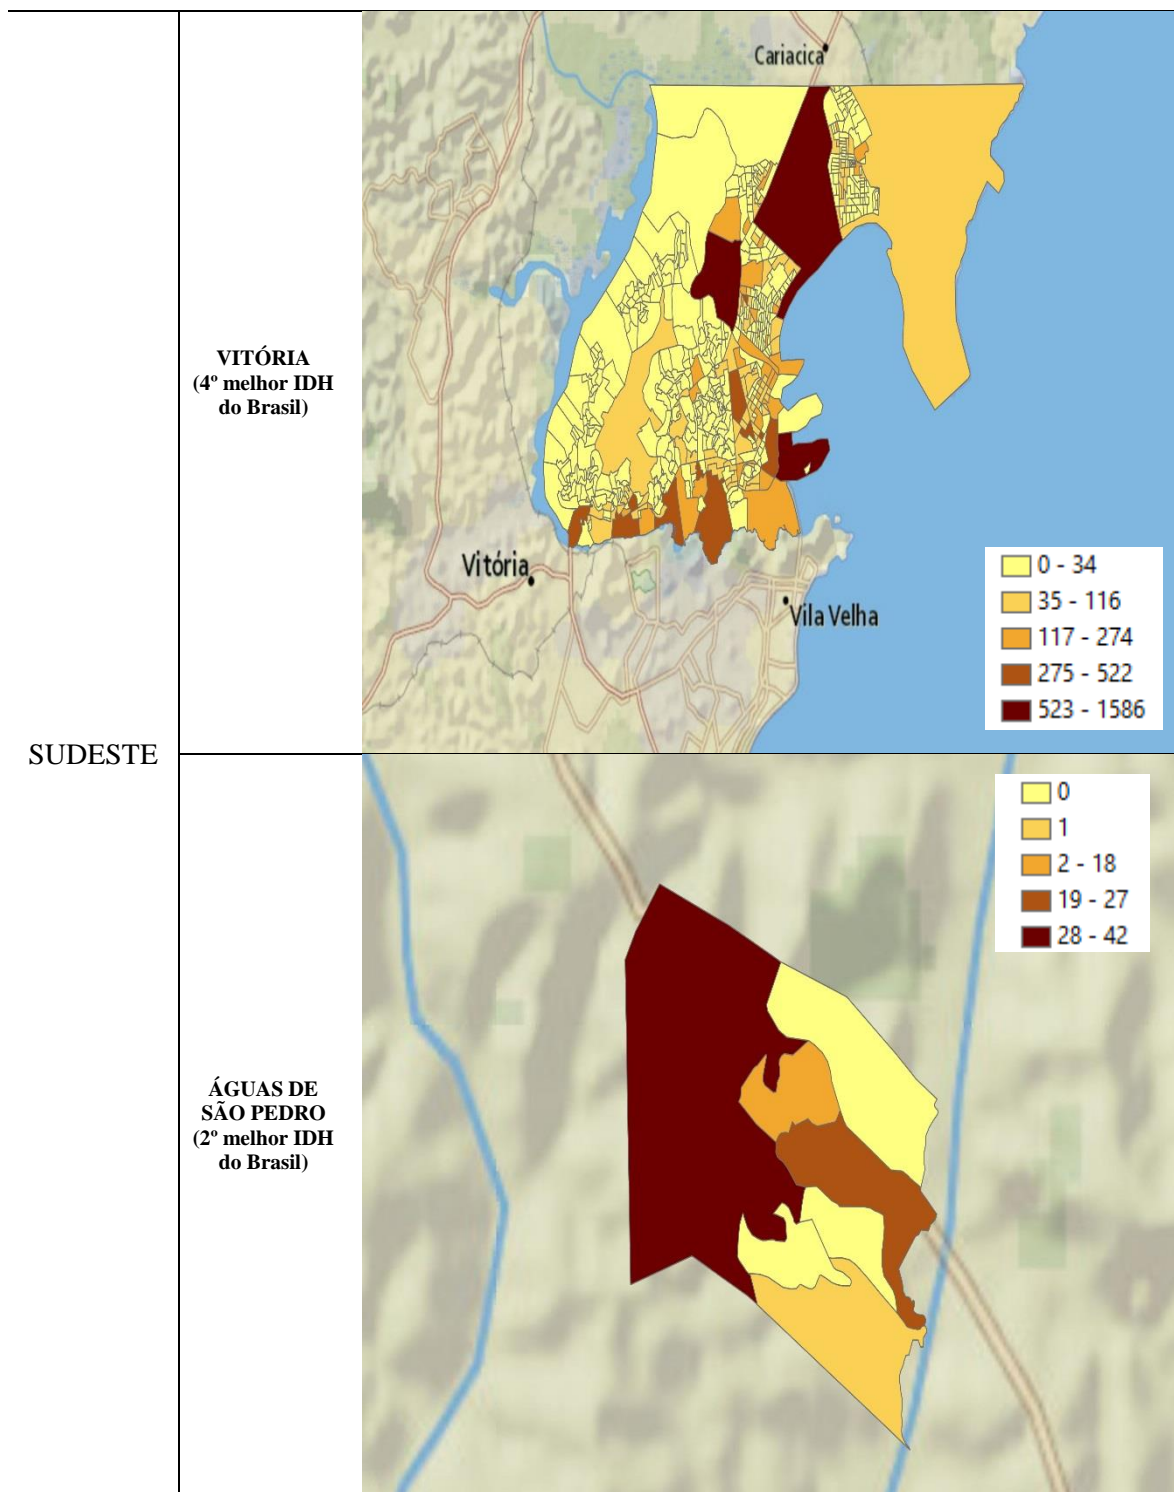 SUDESTE
VITÓRIA
(4º melhor IDH
do Brasil)
Cariacica
Vitória
Vila Velha
0 - 34
35 - 116
117 - 274
275 - 522
523 - 1586
ÁGUAS DE
SÃO PEDRO
(2º melhor IDH
do Brasil)
0
1
2 - 18
19 - 27
28 - 42